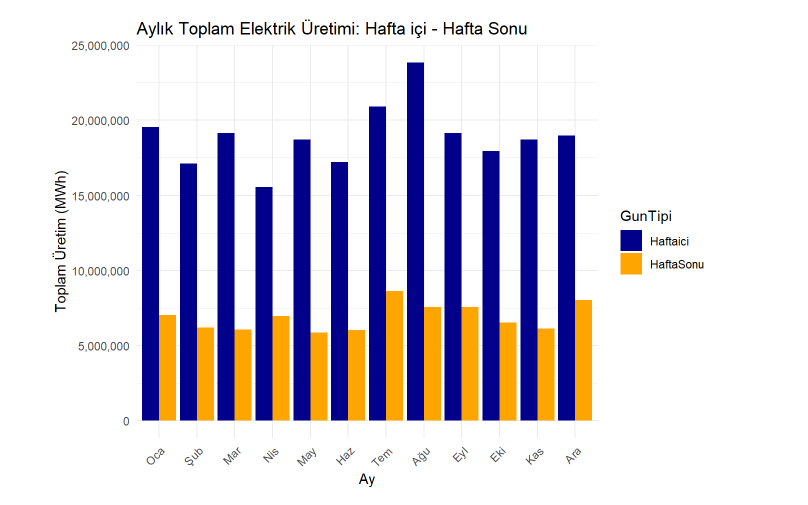 Aylık Toplam Elektrik Üretimi: Hafta içi - Hafta Sonu
Toplam Üretim (MWh)
25,000,000
20,000,000
15,000,000
10,000,000
5,000,000
0
Oca
Şub
Mar
Nis
May
Haz
Tem
Ağu
Eyl
Eki
Kas
Ara
Ay
GunTipi
Haftaici
HaftaSonu